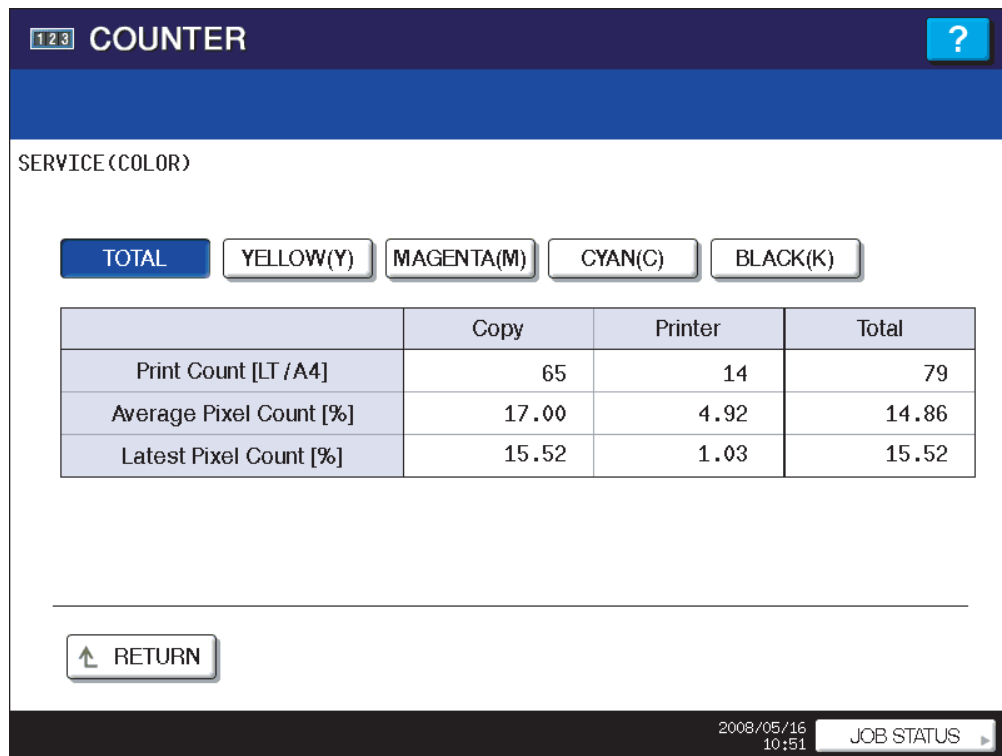 123 COUNTER ?
SERVICE(COLOR)
TOTAL YELLOW(Y) MAGENTA(M) CYAN(C) BLACK(K)
Copy Printer Total
Print Count [LT / A4] 65 14 79
Average Pixel Count [%] 17.00 4.92 14.86
Latest Pixel Count [%] 15.52 1.03 15.52
RETURN
2008/05/16
10:51 JOB STATUS